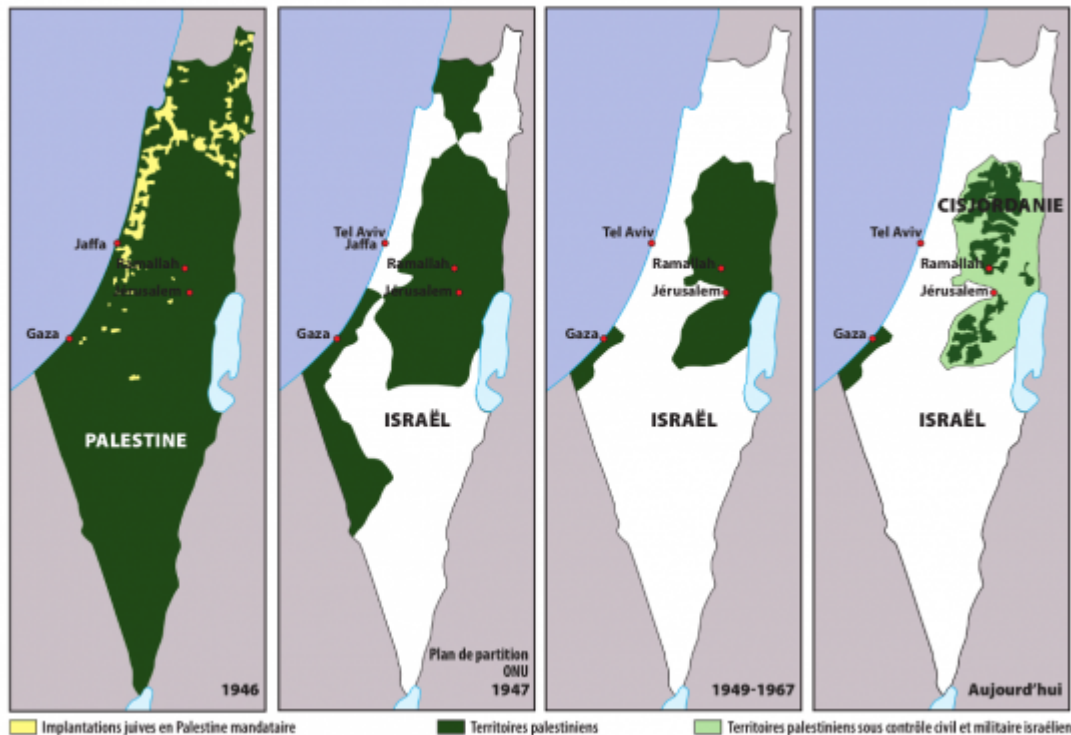 Jaffa
Ramallah
Jérusalem
Gaza
PALESTINE
1946
Tel Aviv
Jaffa
Ramallah
Jérusalem
Gaza
ISRAËL
Plan de partition
ONU
1947
Tel Aviv
Ramallah
Jérusalem
Gaza
ISRAËL
1949-1967
CISJORDANIE
Tel Aviv
Ramallah
Jérusalem
Gaza
ISRAËL
Aujourd'hui
Implantations juives en Palestine mandataire
Territoires palestiniens
Territoires palestiniens sous contrôle civil et militaire israélien